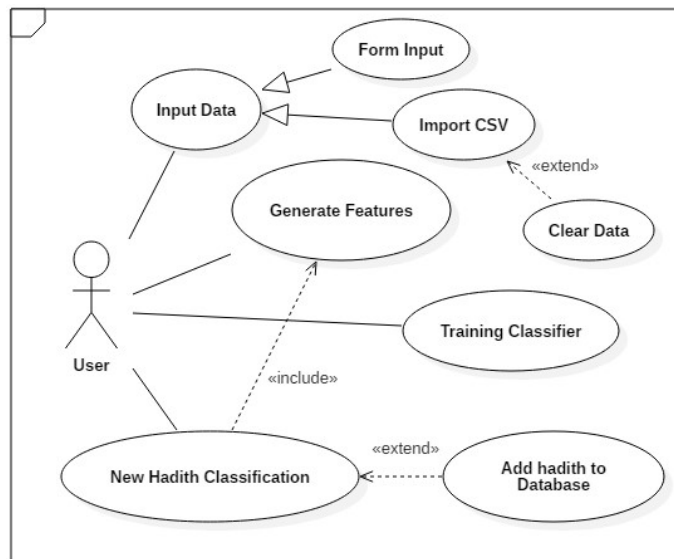 Form Input
Input Data
Import CSV
«extend»
Generate Features
Clear Data
Training Classifier
User
«include»
«extend»
New Hadith Classification
Add hadith to
Database